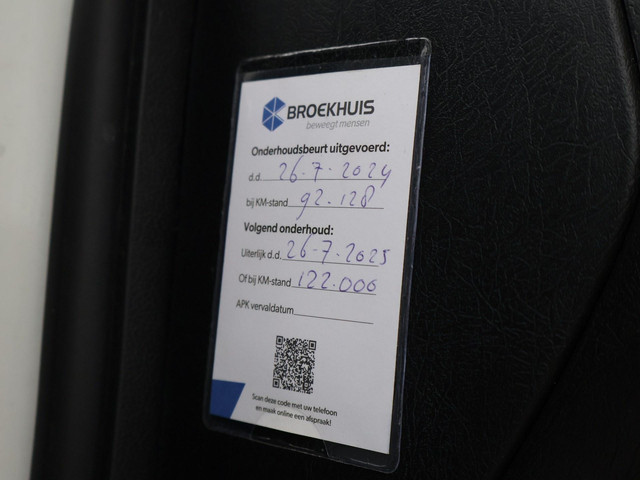 BROEKHUIS
beweegt mensen
Onderhoudsbeurt uitgevoerd:
d.d. 26-7-2024
bij KM-stand 92.128
Volgend onderhoud:
Uiterlijk d.d. 26-7-2025
Of bij KM-stand 122.000
APK vervaldatum
Scan deze code met uw telefoon
en maak online een afspraak!